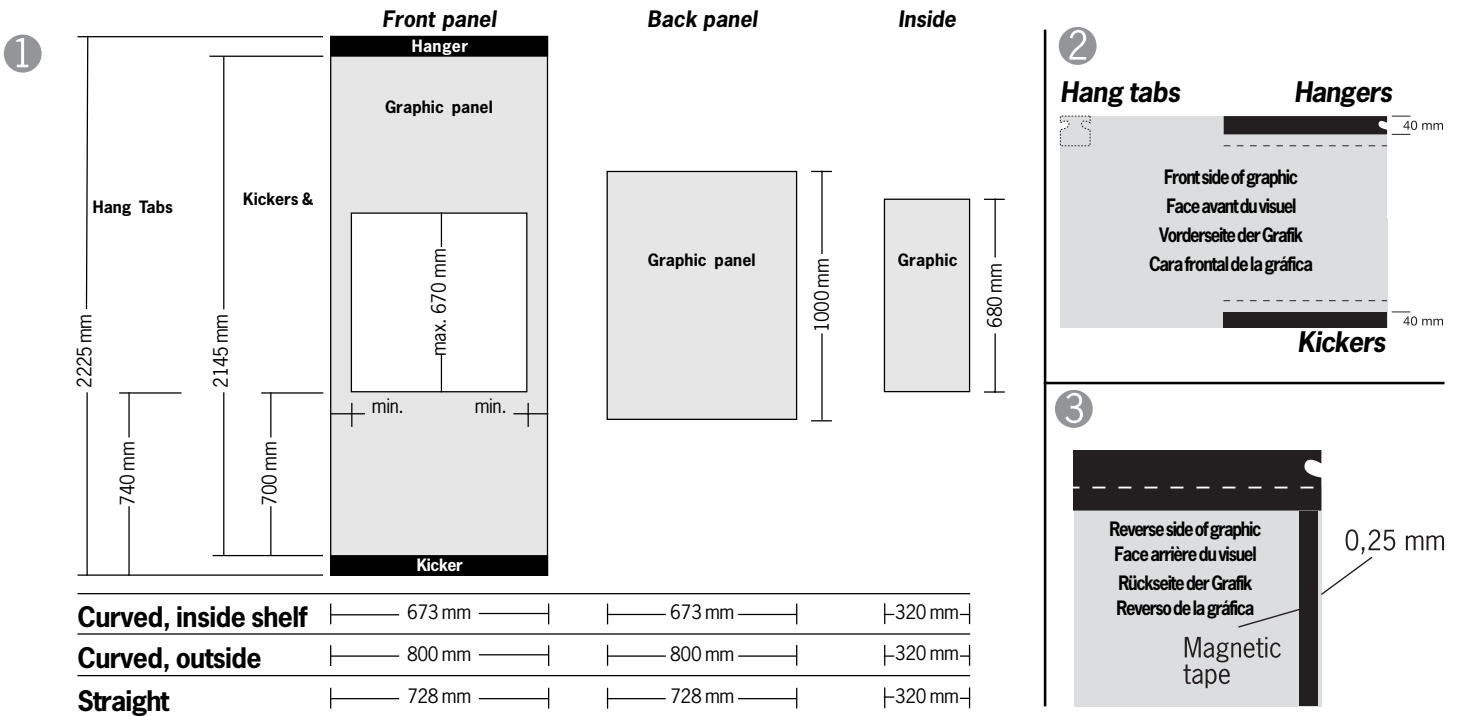 1
Front panel
Back panel
Inside
Hanger
Graphic panel
Hang Tabs
Kickers &
2225 mm
2145 mm
max. 670 mm
740 mm
700 mm
min.
min.
Kicker
Graphic panel
1000 mm
Graphic
680 mm
Curved, inside shelf
673 mm
673 mm
320 mm
Curved, outside
800 mm
800 mm
320 mm
Straight
728 mm
728 mm
320 mm
2
Hang tabs
Hangers
40 mm
Front side of graphic
Face avant du visuel
Vorderseite der Grafik
Cara frontal de la gráfica
40 mm
Kickers
3
Reverse side of graphic
Face arrière du visuel
Rückseite der Grafik
Reverso de la gráfica
0,25 mm
Magnetic
tape